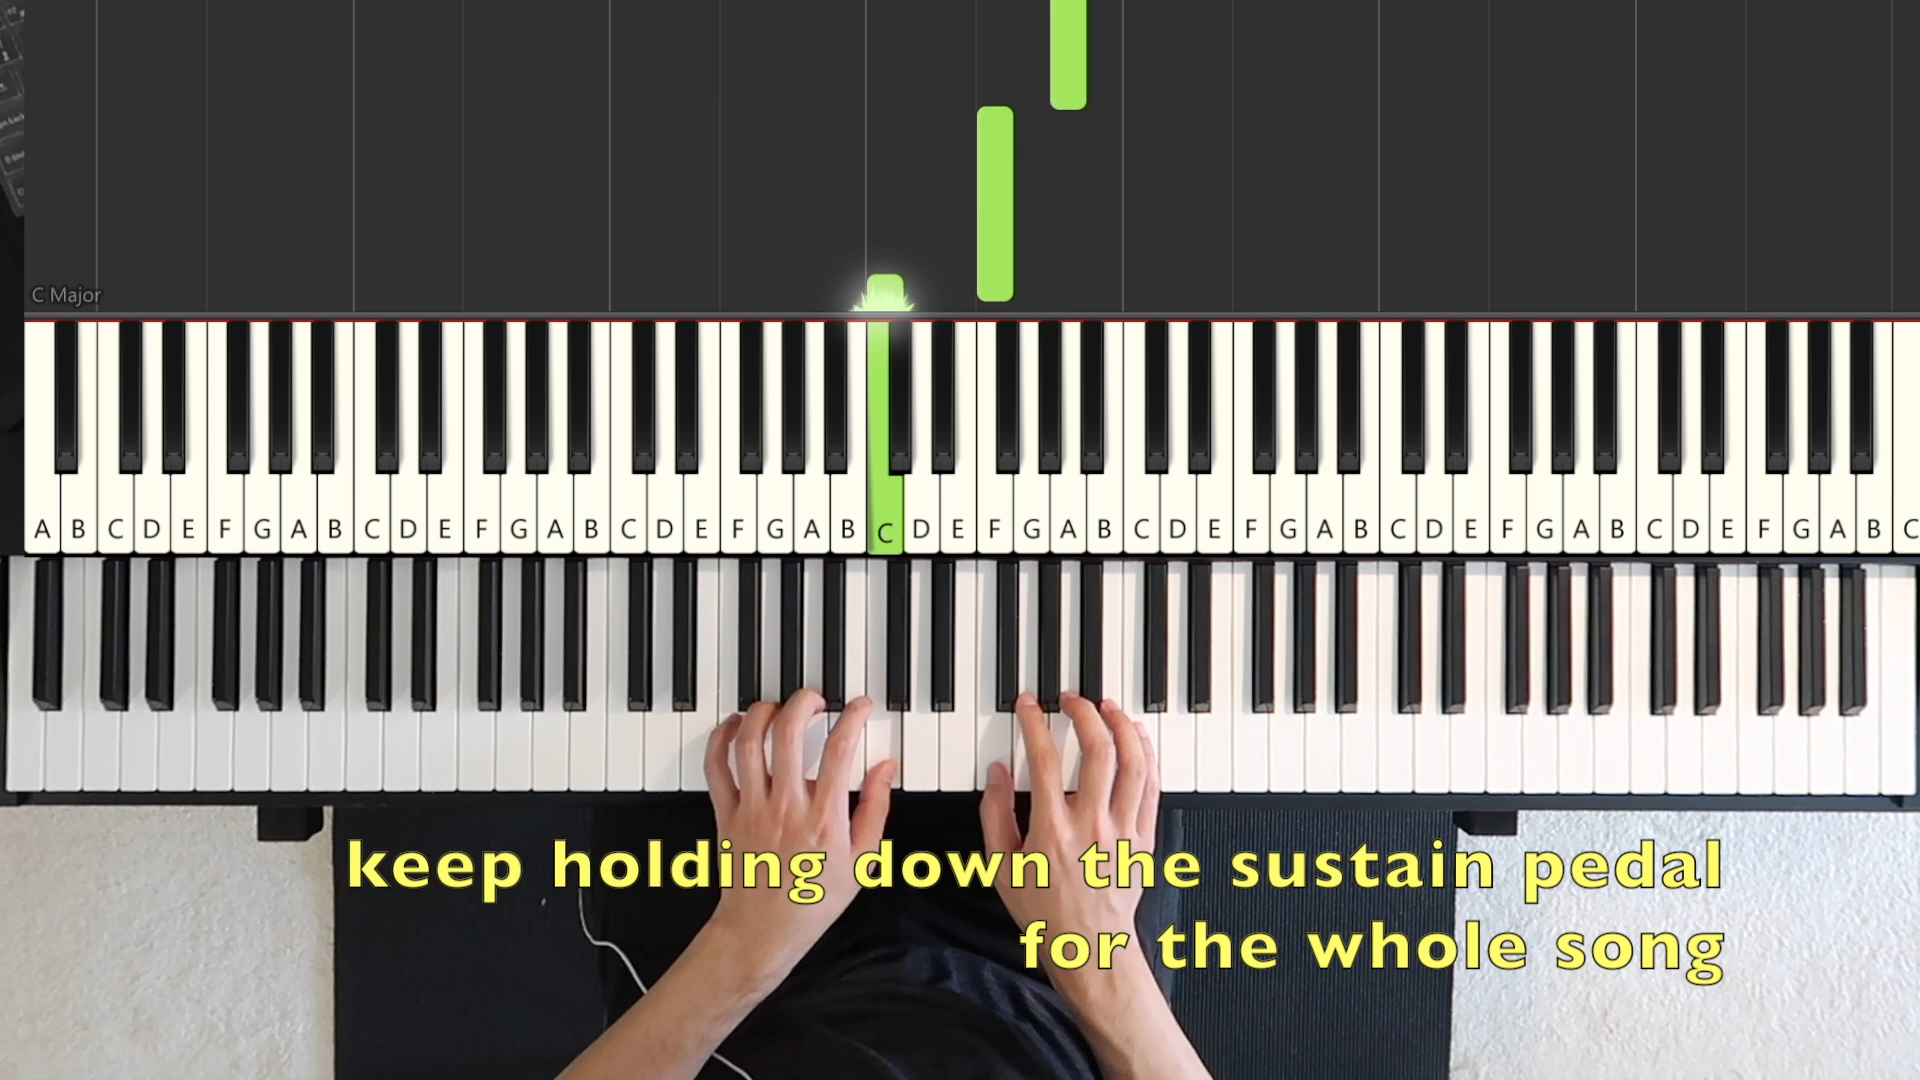 C Major
A B C D E F G A B C D E F G A B C D E F G A B C D E F G A B C D E F G A B C D E F G A B C D E F G A B C
keep holding down the sustain pedal
for the whole song